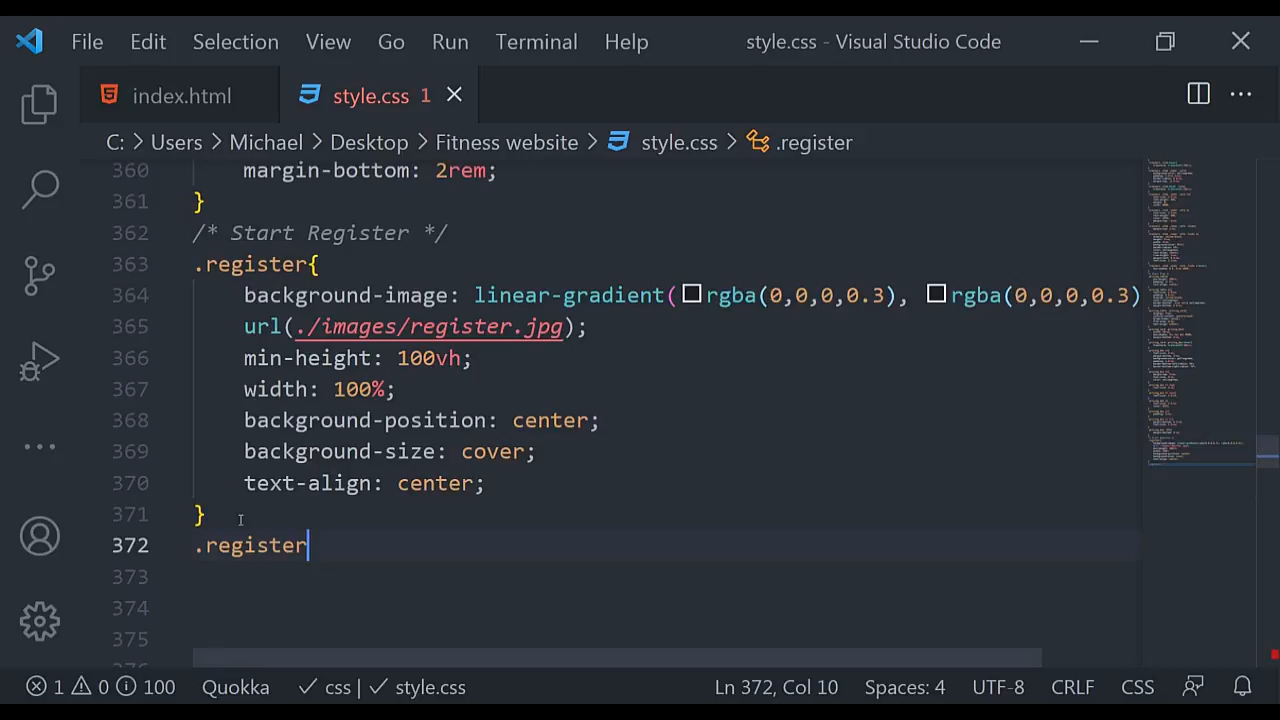 File Edit Selection View Go Run Terminal Help style.css - Visual Studio Code
index.html style.css 1
C: > Users > Michael > Desktop > Fitness website > style.css > .register
360 margin-bottom: 2rem;
361 }
362 /* Start Register */
363 .register{
364 background-image: linear-gradient(rgba(0,0,0,0.3), rgba(0,0,0,0.3)
365 url(./images/register.jpg);
366 min-height: 100vh;
367 width: 100%;
368 background-position: center;
369 background-size: cover;
370 text-align: center;
371 }
372 .register
373
374
375
1 0 100 Quokka css | style.css Ln 372, Col 10 Spaces: 4 UTF-8 CRLF CSS